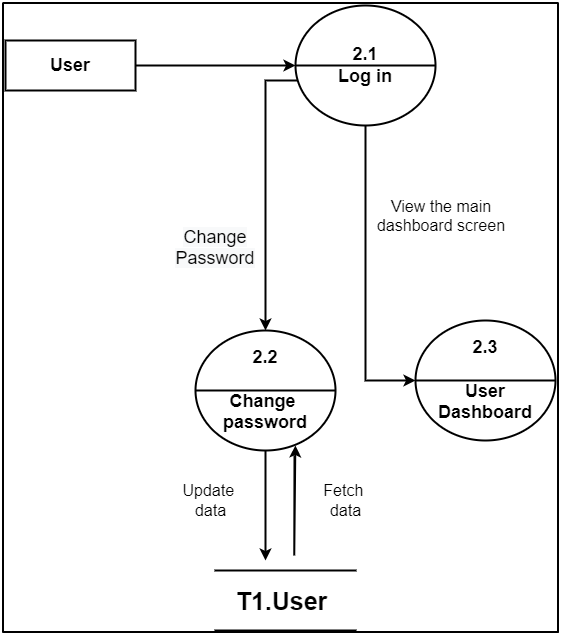 User
2.1
Log in
View the main
dashboard screen
Change
Password
2.2
Change
password
2.3
User
Dashboard
Update
data
Fetch
data
T1.User